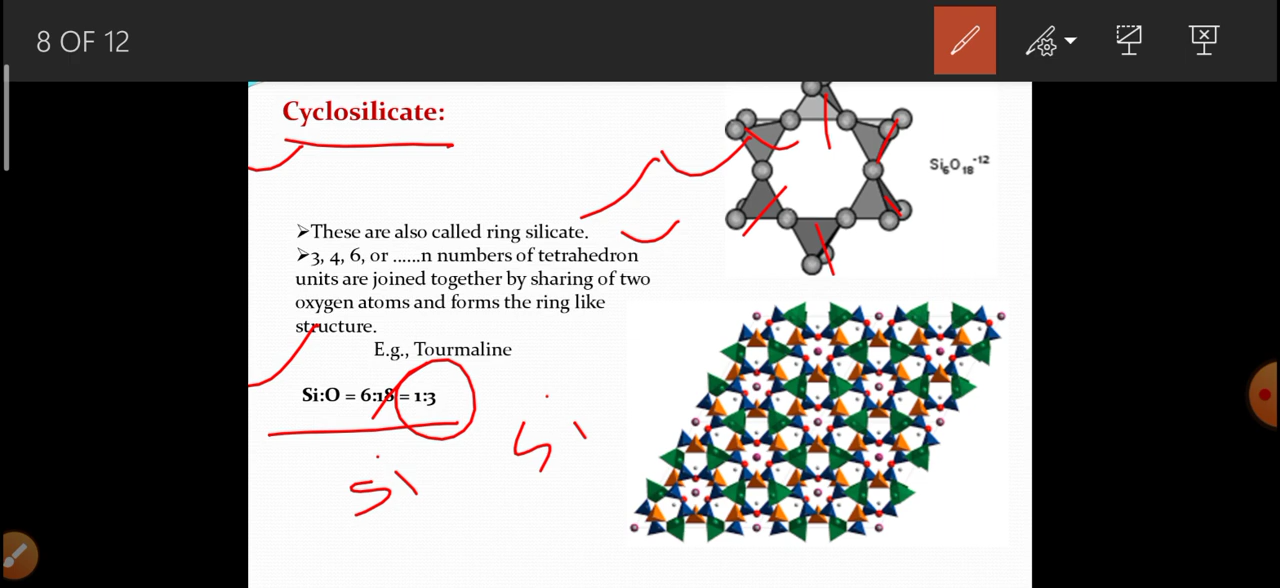 8 OF 12
Cyclosilicate:
Si₆O₁₈⁻¹²
➤These are also called ring silicate.
➤3, 4, 6, or ......n numbers of tetrahedron
units are joined together by sharing of two
oxygen atoms and forms the ring like
structure.
E.g., Tourmaline
Si:O = 6:18 = 1:3
Si
Si